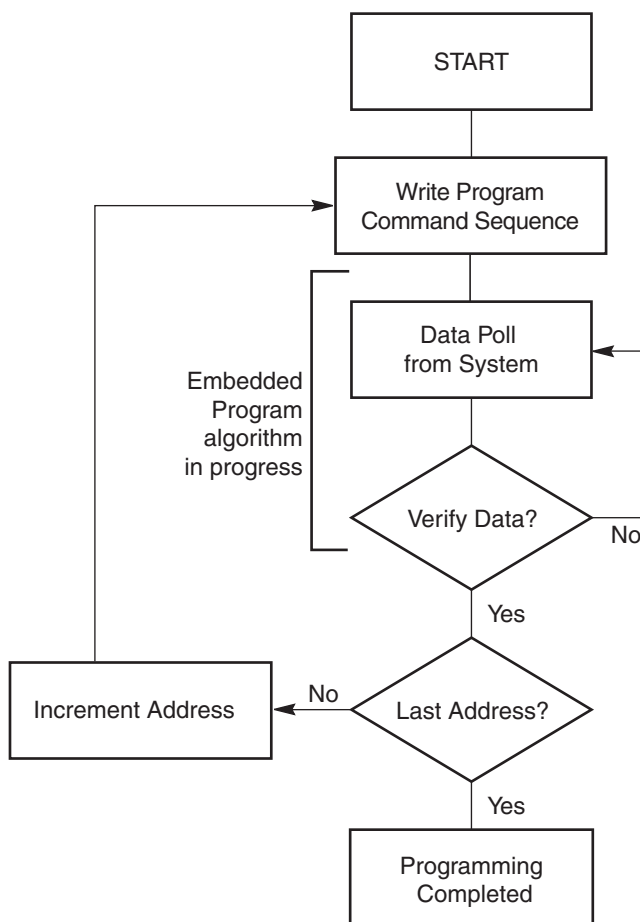 START
Write Program
Command Sequence
Data Poll
from System
Embedded
Program
algorithm
in progress
Verify Data?
No
Yes
Increment Address
No
Last Address?
Yes
Programming
Completed